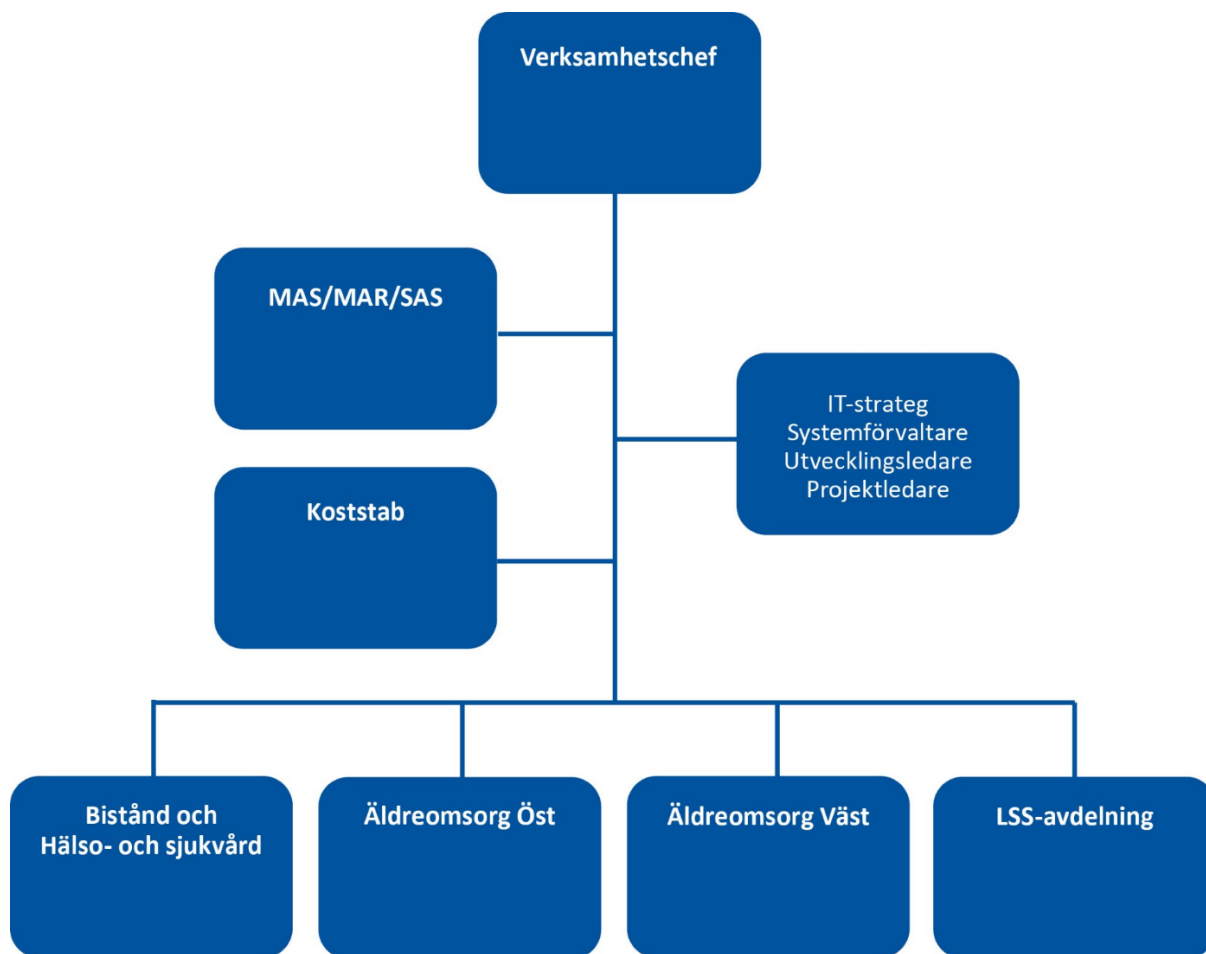 Verksamhetschef
MAS/MAR/SAS
IT-strateg
Systemförvaltare
Utvecklingsledare
Projektledare
Koststab
Bistånd och
Hälso- och sjukvård
Äldreomsorg Öst
Äldreomsorg Väst
LSS-avdelning